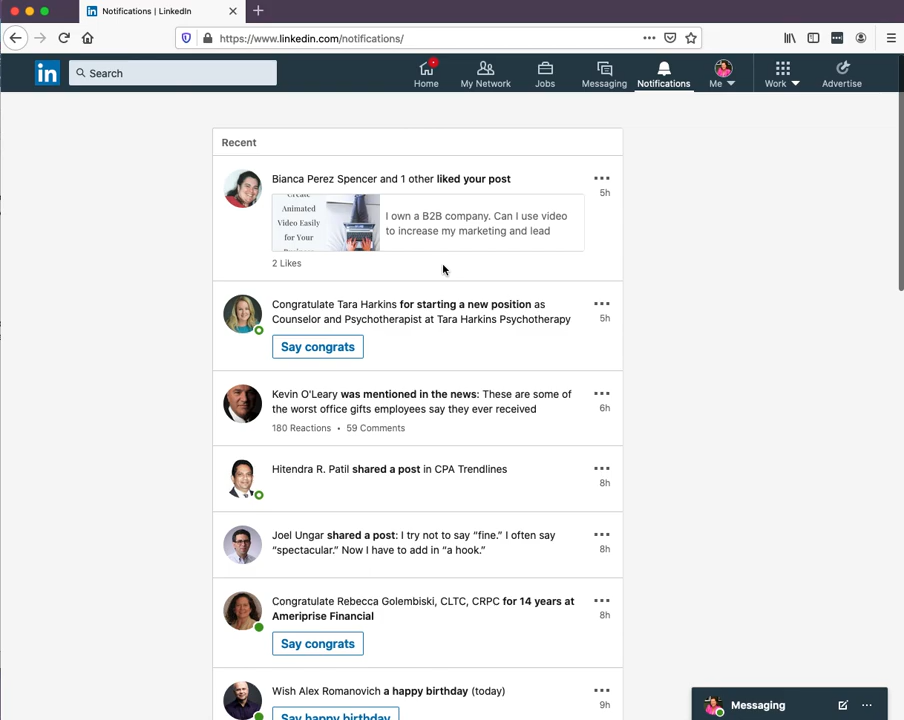 Notifications | LinkedIn
https://www.linkedin.com/notifications/
in Search
Home My Network Jobs Messaging Notifications Me Work Advertise
Recent
Bianca Perez Spencer and 1 other liked your post
5h
Create
Animated
Video Easily
for Your
I own a B2B company. Can I use video
to increase my marketing and lead
2 Likes
Congratulate Tara Harkins for starting a new position as
Counselor and Psychotherapist at Tara Harkins Psychotherapy
5h
Say congrats
Kevin O'Leary was mentioned in the news: These are some of
the worst office gifts employees say they ever received
6h
180 Reactions • 59 Comments
Hitendra R. Patil shared a post in CPA Trendlines
8h
Joel Ungar shared a post: I try not to say “fine.” I often say
“spectacular.” Now I have to add in “a hook.”
8h
Congratulate Rebecca Golembiski, CLTC, CRPC for 14 years at
Ameriprise Financial
8h
Say congrats
Wish Alex Romanovich a happy birthday (today)
9h
Say happy birthday
Messaging